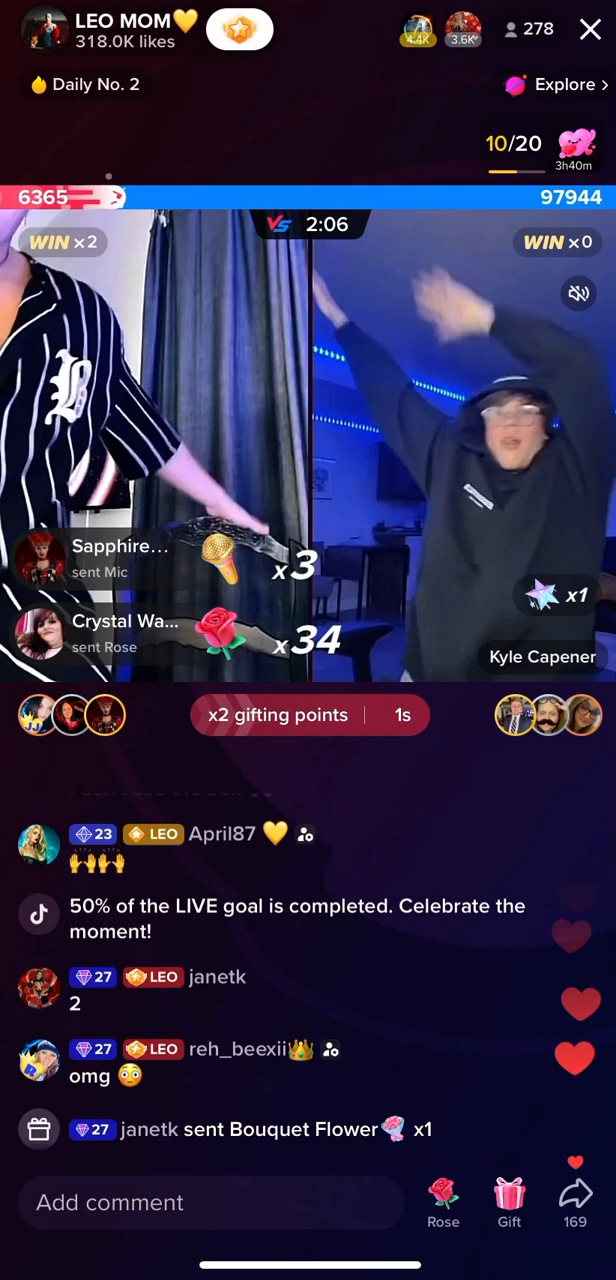 LEO MOM💛
318.0K likes
4.4K
3.6K
278
Daily No. 2
Explore >
10/20
3h40m
6365
97944
VS 2:06
WIN x2
WIN x0
Sapphire...
sent Mic
x3
Crystal Wa...
sent Rose
x34
x1
Kyle Capener
x2 gifting points | 1s
23 LEO April87 💛
🙌🙌🙌
50% of the LIVE goal is completed. Celebrate the
moment!
27 LEO janetk
2
27 LEO reh_beexii👑
omg 😳
27 janetk sent Bouquet Flower x1
Add comment
Rose
Gift
169